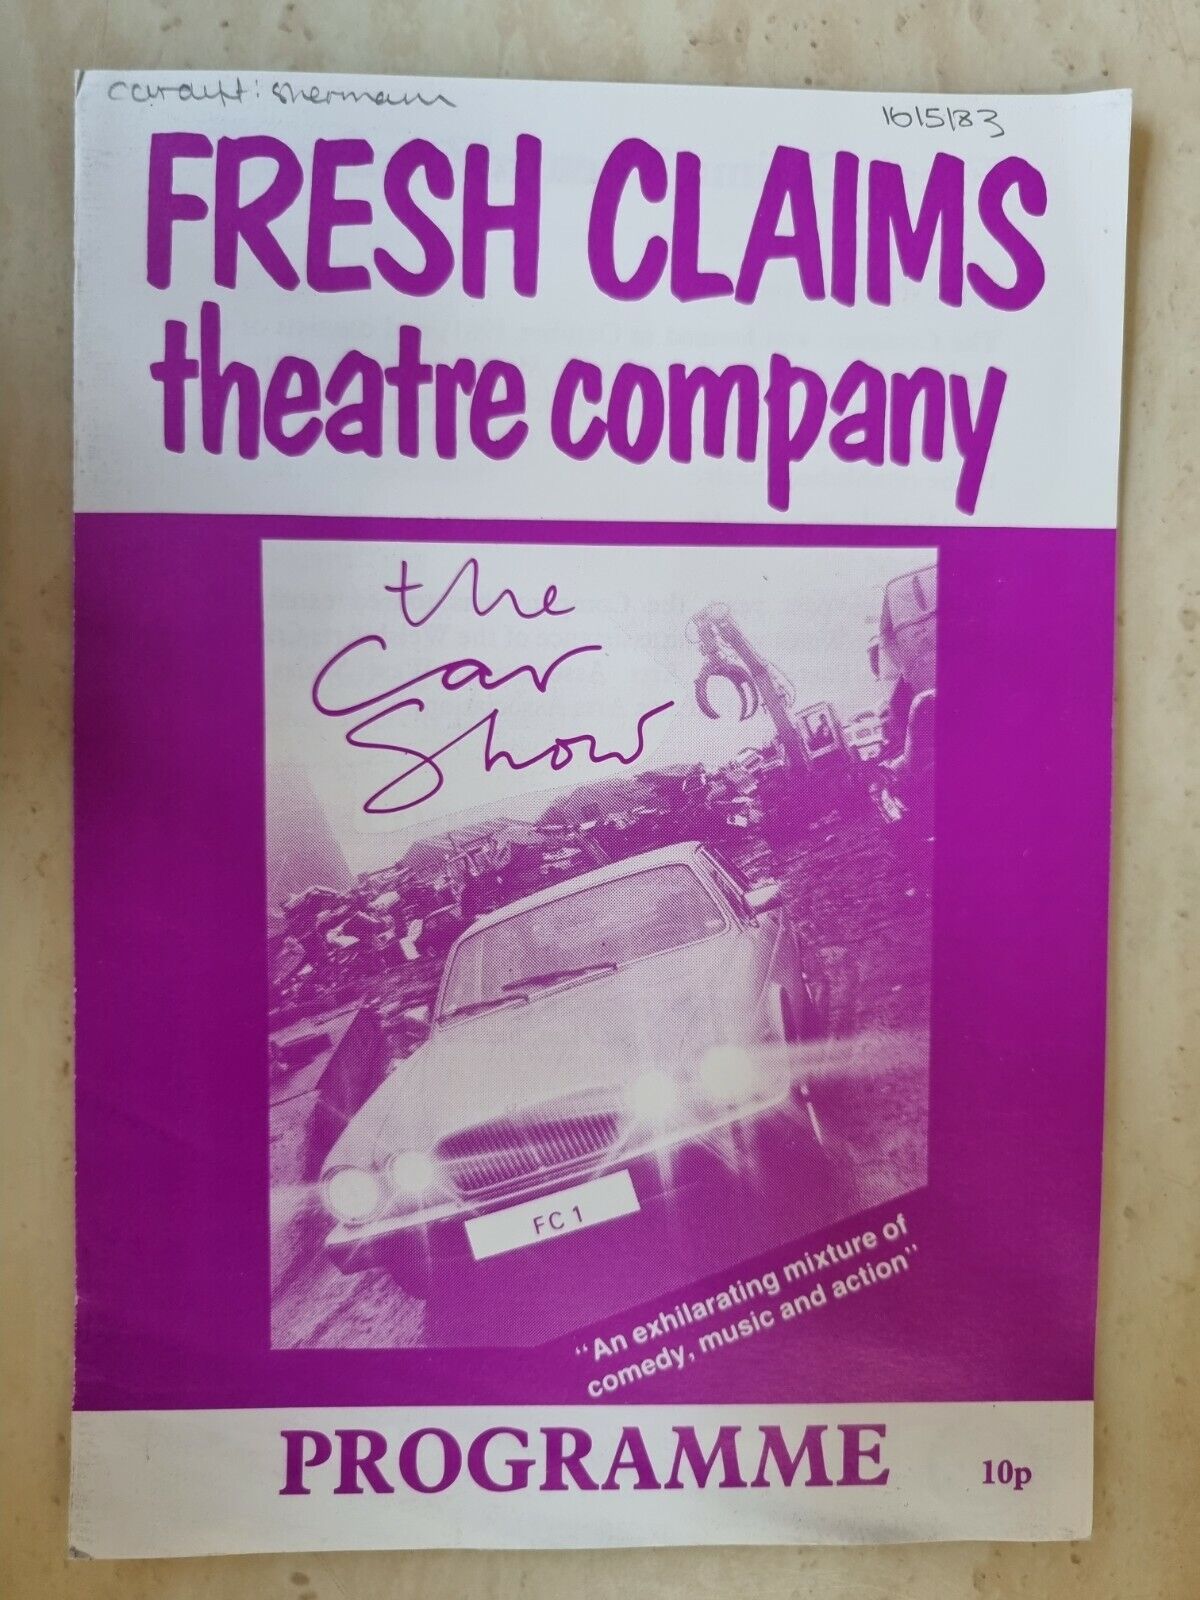 Cardiff: Sherman
16/5/83
FRESH CLAIMS
theatre company
the
Car
Show
FC 1
"An exhilarating mixture of
comedy, music and action"
PROGRAMME
10p